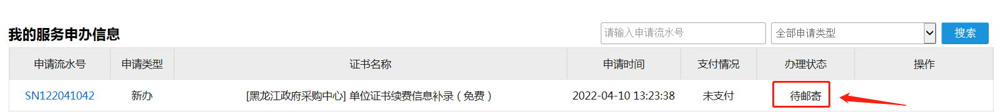 我的服务申办信息 请输入申请流水号 全部申请类型 搜索
申请流水号 申请类型 证书名称 申请时间 支付情况 办理状态 操作
SN122041042 新办 [黑龙江政府采购中心] 单位证书续费信息补录（免费） 2022-04-10 13:23:38 未支付 待邮寄